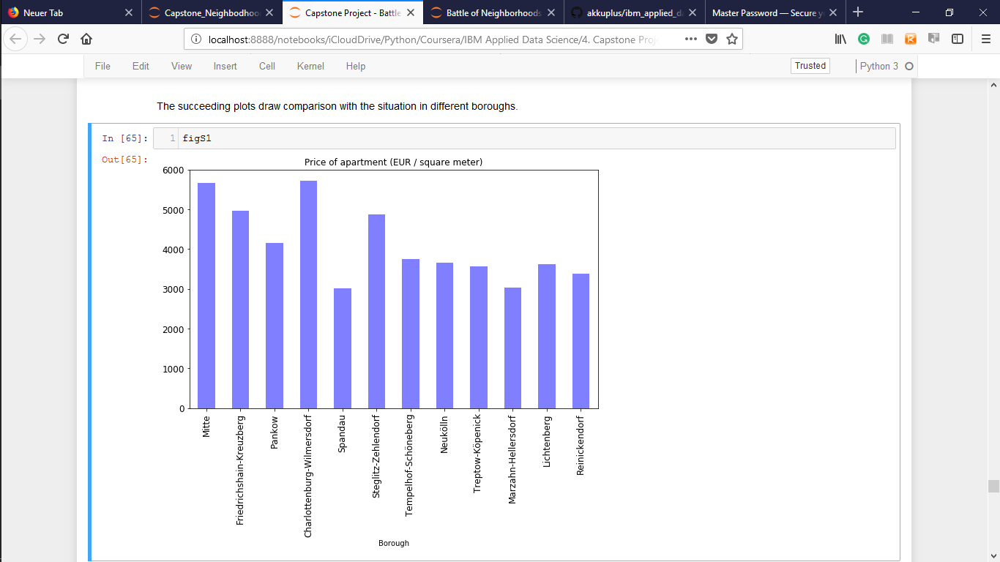 Neuer Tab
Capstone_Neighbodhoo
Capstone Project - Battle
Battle of Neighborhoods
akkuplus/ibm_applied_d
Master Password — Secure y
localhost:8888/notebooks/iCloudDrive/Python/Coursera/IBM Applied Data Science/4. Capstone Proj
File Edit View Insert Cell Kernel Help
Trusted
Python 3
The succeeding plots draw comparison with the situation in different boroughs.
In [65]:
1 figS1
Out[65]:
Price of apartment (EUR / square meter)
6000
5000
4000
3000
2000
1000
0
Mitte
Friedrichshain-Kreuzberg
Pankow
Charlottenburg-Wilmersdorf
Spandau
Steglitz-Zehlendorf
Tempelhof-Schöneberg
Neukölln
Treptow-Köpenick
Marzahn-Hellersdorf
Lichtenberg
Reinickendorf
Borough